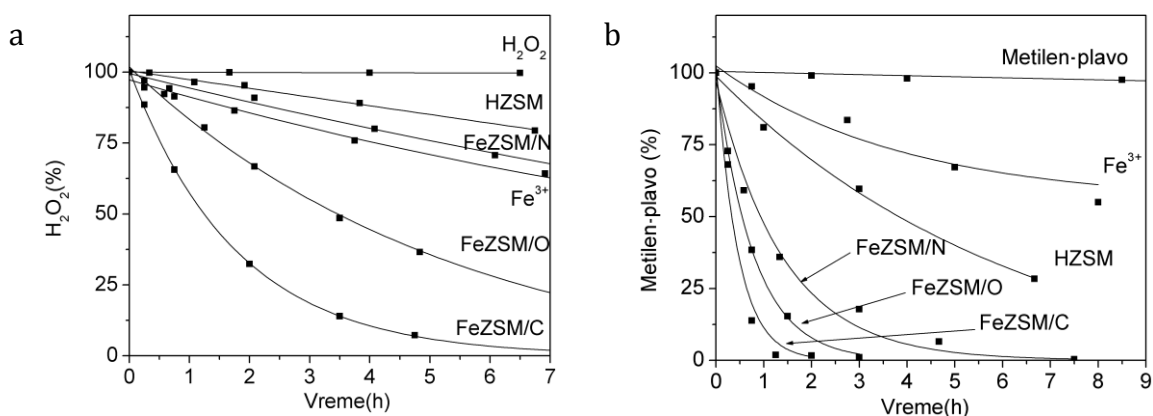 a
H₂O₂(%)
100
75
50
25
0
H₂O₂
HZSM
FeZSM/N
Fe³⁺
FeZSM/O
FeZSM/C
0 1 2 3 4 5 6 7
Vreme(h)
b
Metilen-plavo (%)
100
75
50
25
0
Metilen-plavo
Fe³⁺
HZSM
FeZSM/N
FeZSM/O
FeZSM/C
0 1 2 3 4 5 6 7 8 9
Vreme(h)